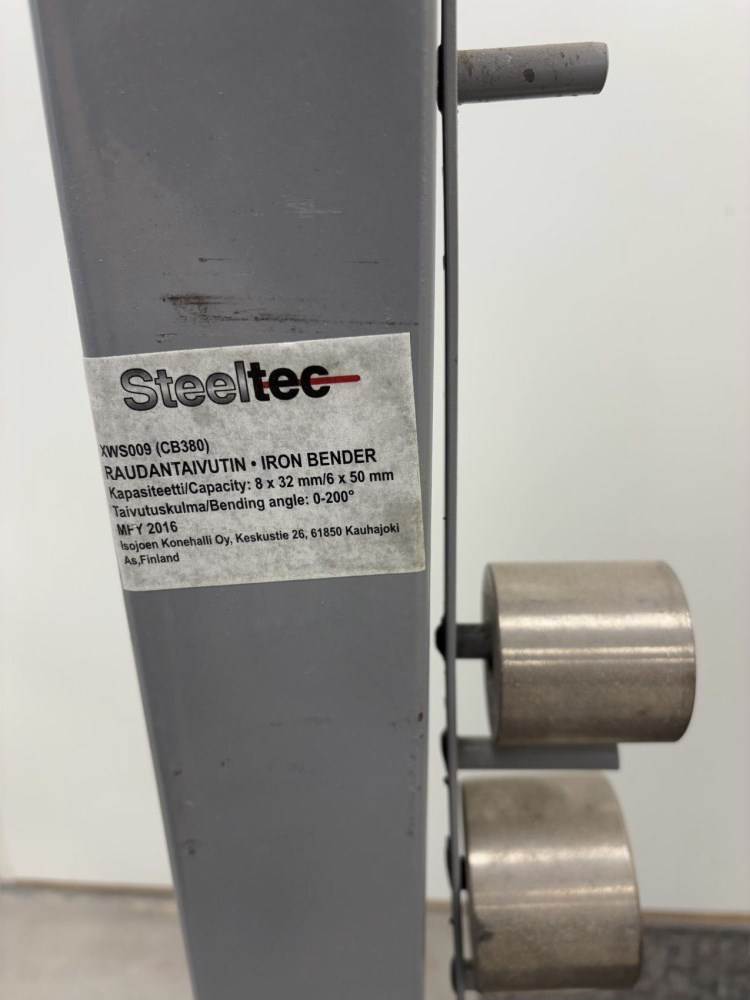 Steeltec
XWS009 (CB380)
RAUDANTAIVUTIN • IRON BENDER
Kapasiteetti/Capacity: 8 x 32 mm/6 x 50 mm
Taivutuskulma/Bending angle: 0-200°
MFY 2016
Isojoen Konehalli Oy, Keskustie 26, 61850 Kauhajoki
As,Finland